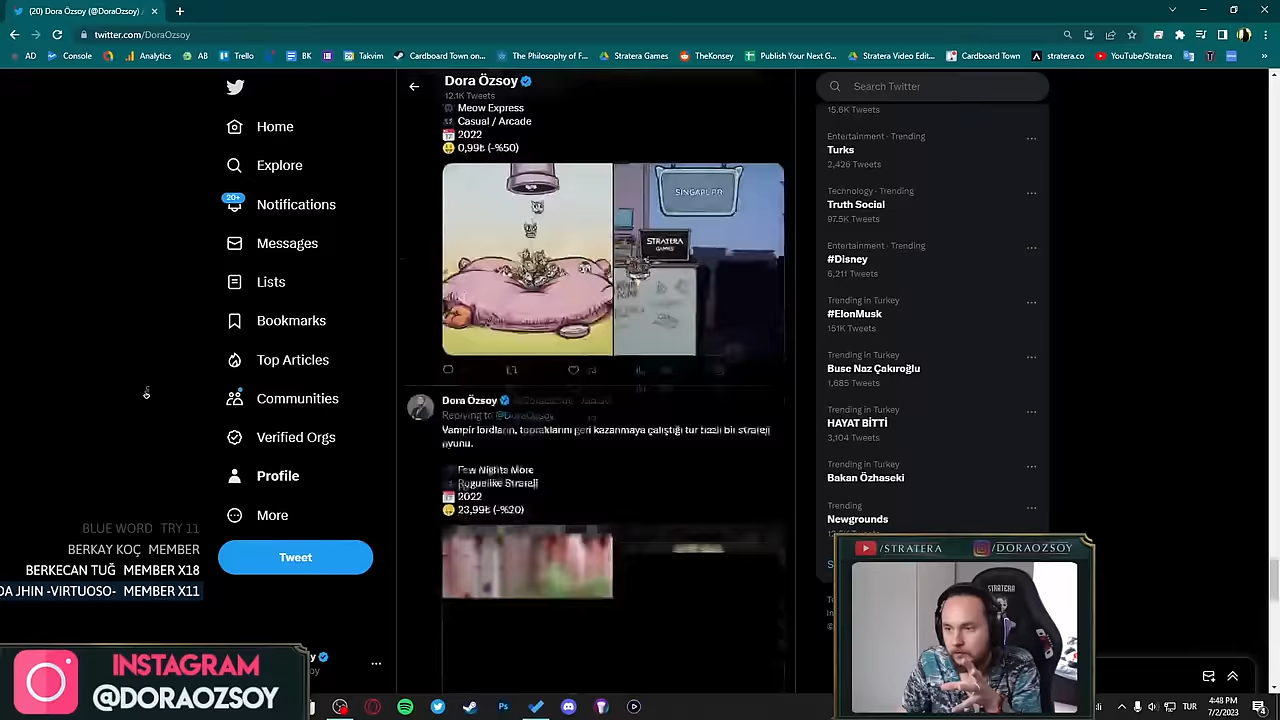 (20) Dora Özsoy (@DoraOzsoy) /
twitter.com/DoraOzsoy
AD
Console
Analytics
AB
Trello
BK
Takvim
Cardboard Town on...
The Philosophy of F...
Stratera Games
TheKonsey
Publish Your Next G...
Stratera Video Edit...
Cardboard Town
stratera.co
YouTube/Stratera
Home
Explore
20+
Notifications
Messages
Lists
Bookmarks
Top Articles
Communities
Verified Orgs
Profile
More
Tweet
Dora Özsoy
12.1K Tweets
Meow Express
Casual / Arcade
2022
0,99₺ (-%50)
SINGAPUR
STRATERA
GAMES
Dora Özsoy
Replying to @DoraOzsoy
Vampir lordların, topraklarını geri kazanmaya çalıştığı tur bazlı bir strateji
oyunu.
Few Nights More
Roguelike Strateji
2022
23,99₺ (-%20)
Search Twitter
15.6K Tweets
Entertainment · Trending
Turks
2,426 Tweets
Technology · Trending
Truth Social
97.5K Tweets
Entertainment · Trending
#Disney
6,211 Tweets
Trending in Turkey
#ElonMusk
151K Tweets
Trending in Turkey
Buse Naz Çakıroğlu
1,685 Tweets
Trending in Turkey
HAYAT BİTTİ
3,104 Tweets
Trending in Turkey
Bakan Özhaseki
Trending
Newgrounds
BLUE WORD TRY 11
BERKAY KOÇ MEMBER
BERKECAN TUĞ MEMBER X18
DA JHIN -VIRTUOSO- MEMBER X11
INSTAGRAM
@DORAOZSOY
/STRATERA
/DORAOZSOY
STRATERA
TUR
4:48 PM
7/2/2023